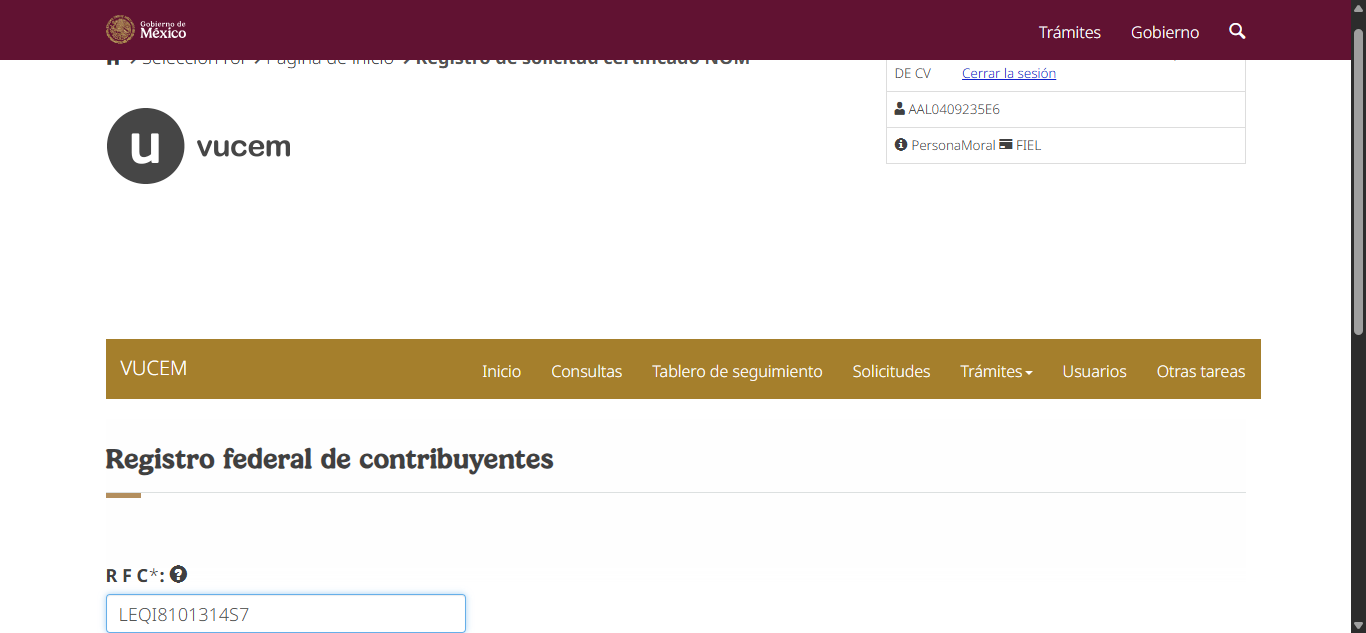 Gobierno de
México
Trámites
Gobierno
Selección rol > Página de inicio > Registro de solicitud certificado NOM
DE CV Cerrar la sesión
AAL0409235E6
PersonaMoral FIEL
u vucem
VUCEM
Inicio
Consultas
Tablero de seguimiento
Solicitudes
Trámites
Usuarios
Otras tareas
Registro federal de contribuyentes
R F C*:
LEQI8101314S7